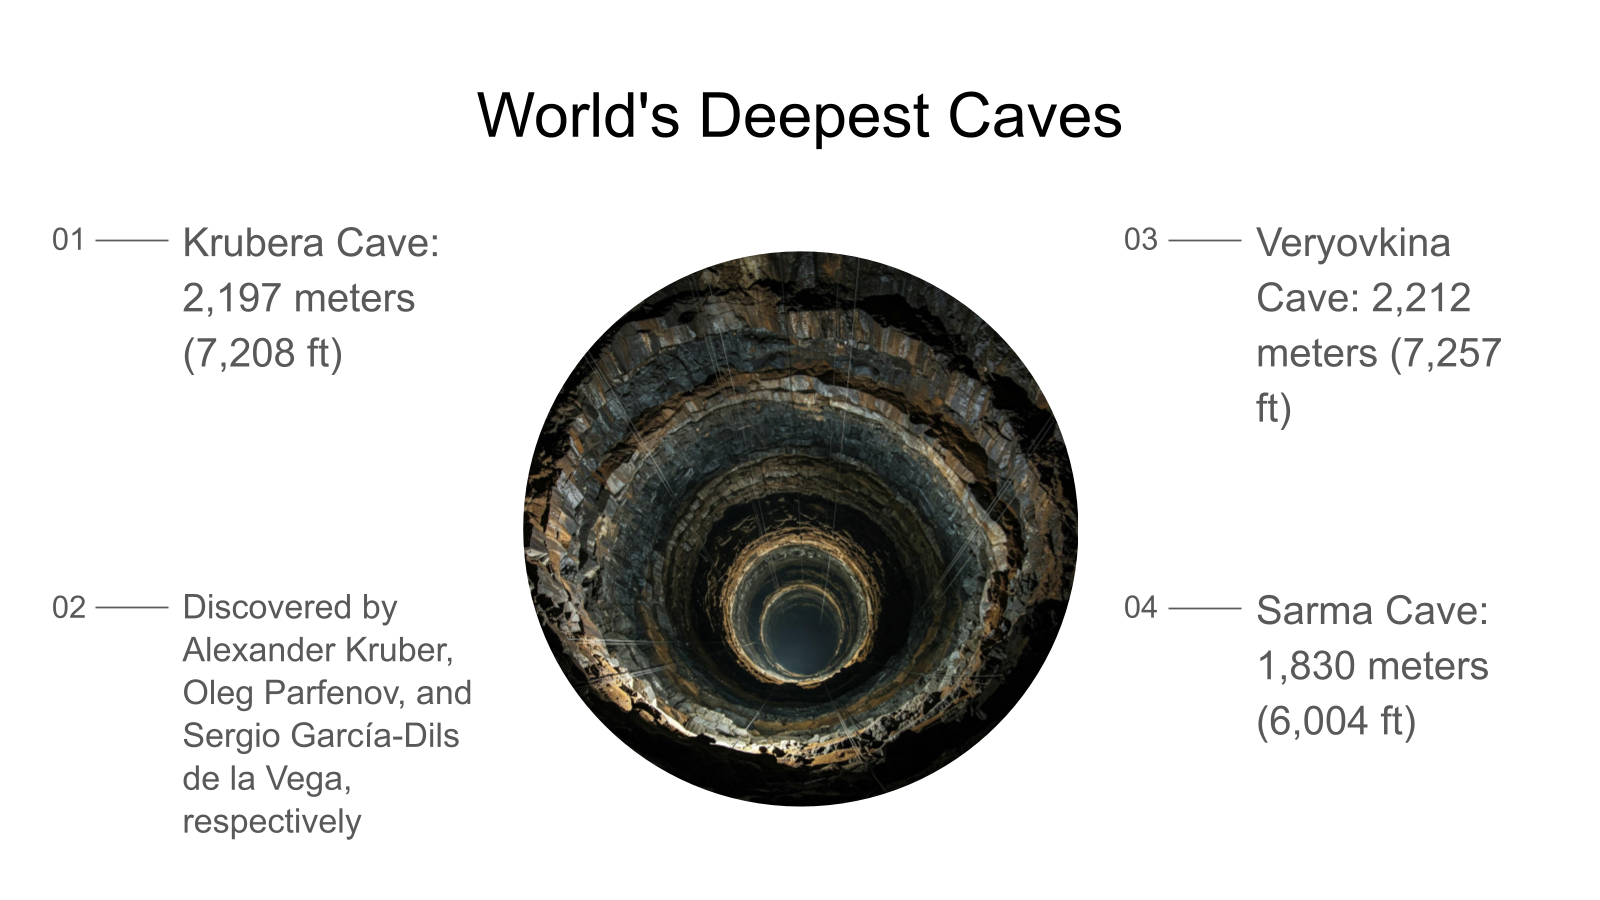 World's Deepest Caves
01
Krubera Cave:
2,197 meters
(7,208 ft)
02
Discovered by
Alexander Kruber,
Oleg Parfenov, and
Sergio García-Dils
de la Vega,
respectively
03
Veryovkina
Cave: 2,212
meters (7,257
ft)
04
Sarma Cave:
1,830 meters
(6,004 ft)